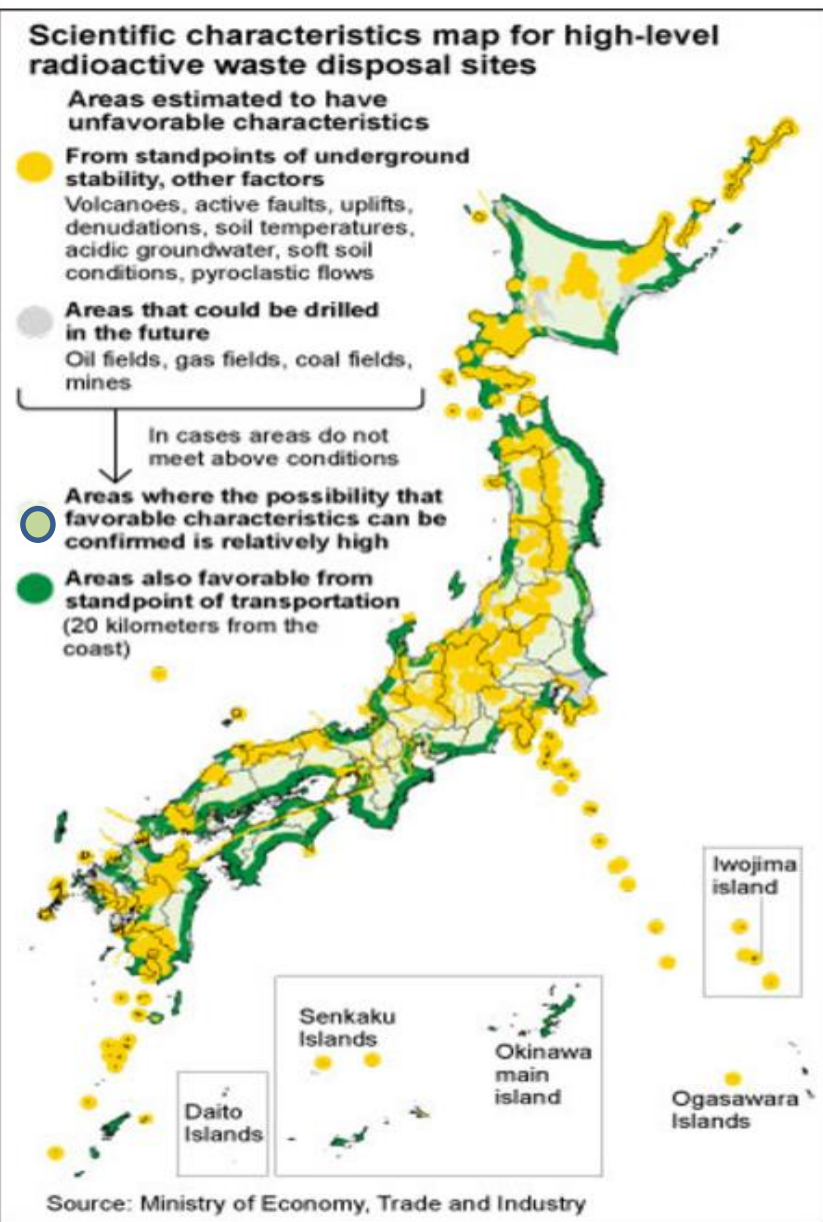 Scientific characteristics map for high-level
radioactive waste disposal sites
Areas estimated to have
unfavorable characteristics
From standpoints of underground
stability, other factors
Volcanoes, active faults, uplifts,
denudations, soil temperatures,
acidic groundwater, soft soil
conditions, pyroclastic flows
Areas that could be drilled
in the future
Oil fields, gas fields, coal fields,
mines
In cases areas do not
meet above conditions
Areas where the possibility that
favorable characteristics can be
confirmed is relatively high
Areas also favorable from
standpoint of transportation
(20 kilometers from the
coast)
Iwojima
island
Senkaku
Islands
Okinawa
main
island
Daito
Islands
Ogasawara
Islands
Source: Ministry of Economy, Trade and Industry